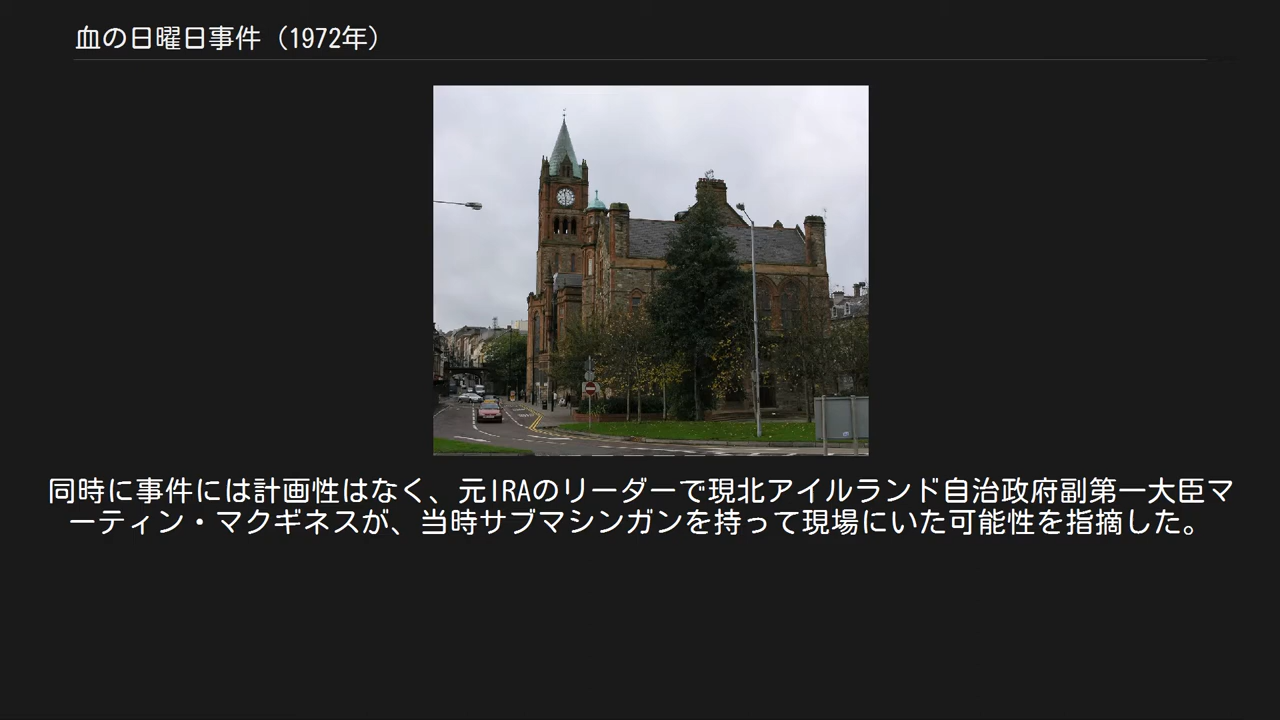 血の日曜日事件（1972年）
同時に事件には計画性はなく、元IRAのリーダーで現北アイルランド自治政府副第一大臣マ
ーティン・マクギネスが、当時サブマシンガンを持って現場にいた可能性を指摘した。